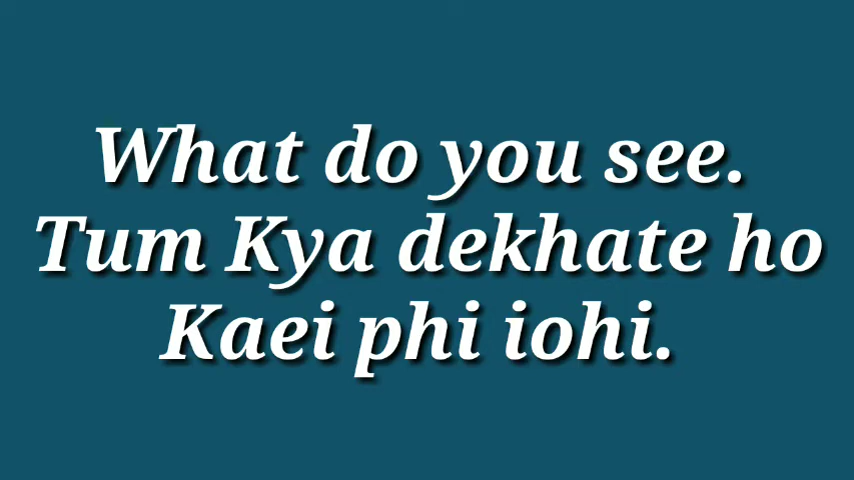 What do you see.
Tum Kya dekhate ho
Kaei phi iohi.